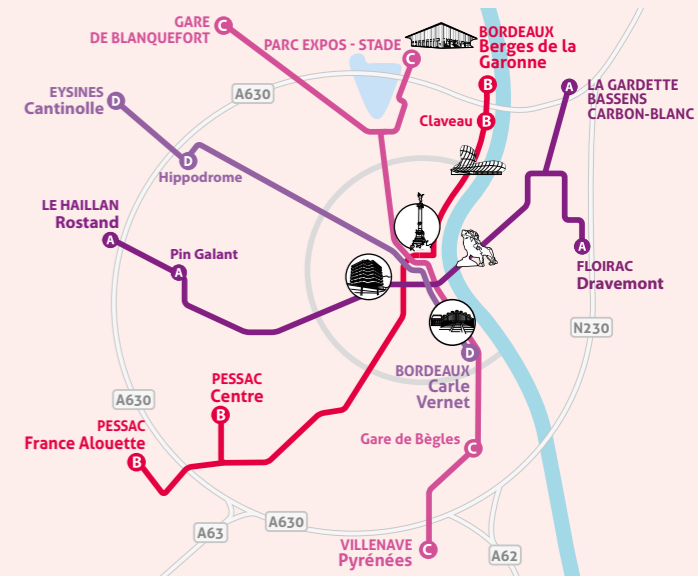 GARE
DE BLANQUEFORT
C
PARC EXPOS - STADE
C
BORDEAUX
Berges de la
Garonne
B
EYSINES
Cantinolle
D
A630
Claveau
B
A
LA GARDETTE
BASSENS
CARBON-BLANC
D
Hippodrome
LE HAILLAN
Rostand
A
Pin Galant
A
A
FLOIRAC
Dravemont
N230
D
BORDEAUX
Carle
Vernet
A630
PESSAC
Centre
B
PESSAC
France Alouette
B
Gare de Bègles
C
A63
A630
VILLENAVE
Pyrénées
C
A62